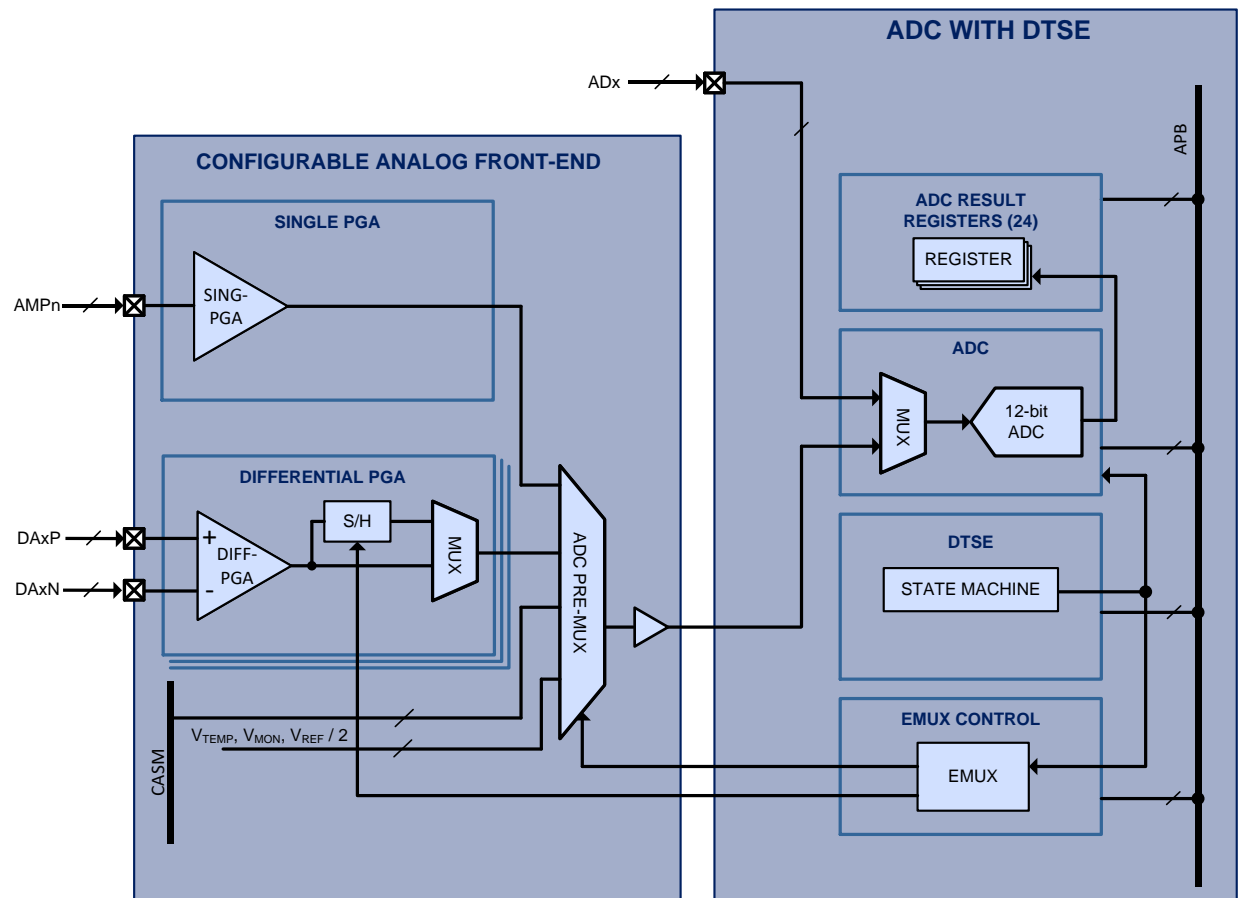 ADC WITH DTSE
ADx
APB
CONFIGURABLE ANALOG FRONT-END
ADC RESULT
REGISTERS (24)
REGISTER
SINGLE PGA
SING-
PGA
AMPn
ADC
MUX
12-bit
ADC
DIFFERENTIAL PGA
S/H
MUX
DAxP
+
DIFF-
PGA
-
DAxN
ADC PRE-MUX
DTSE
STATE MACHINE
CASM
VTEMP, VMON, VREF / 2
EMUX CONTROL
EMUX